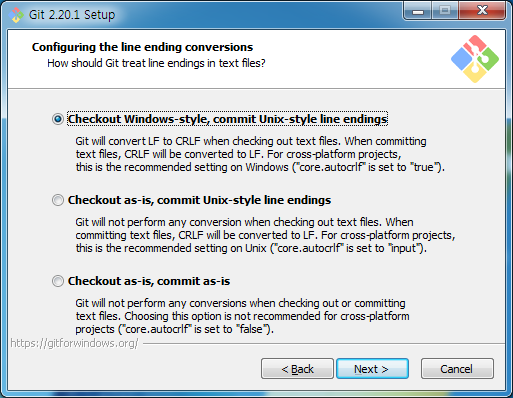 Git 2.20.1 Setup
Configuring the line ending conversions
How should Git treat line endings in text files?
Checkout Windows-style, commit Unix-style line endings
Git will convert LF to CRLF when checking out text files. When committing
text files, CRLF will be converted to LF. For cross-platform projects,
this is the recommended setting on Windows ("core.autocrlf" is set to "true").
Checkout as-is, commit Unix-style line endings
Git will not perform any conversion when checking out text files. When
committing text files, CRLF will be converted to LF. For cross-platform projects,
this is the recommended setting on Unix ("core.autocrlf" is set to "input").
Checkout as-is, commit as-is
Git will not perform any conversions when checking out or committing
text files. Choosing this option is not recommended for cross-platform
projects ("core.autocrlf" is set to "false").
https://gitforwindows.org/
< Back
Next >
Cancel